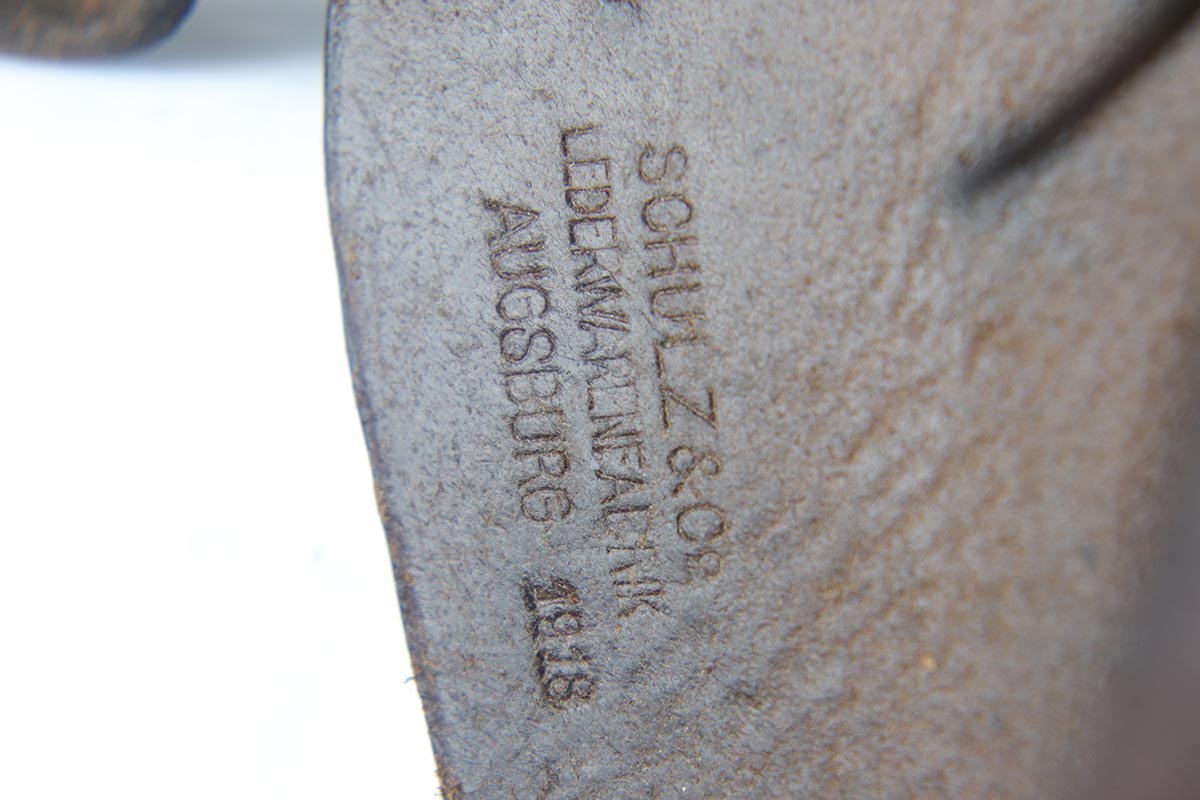 SCHULZ & Co
LEDERWARENFABRIK
AUGSBURG 1918